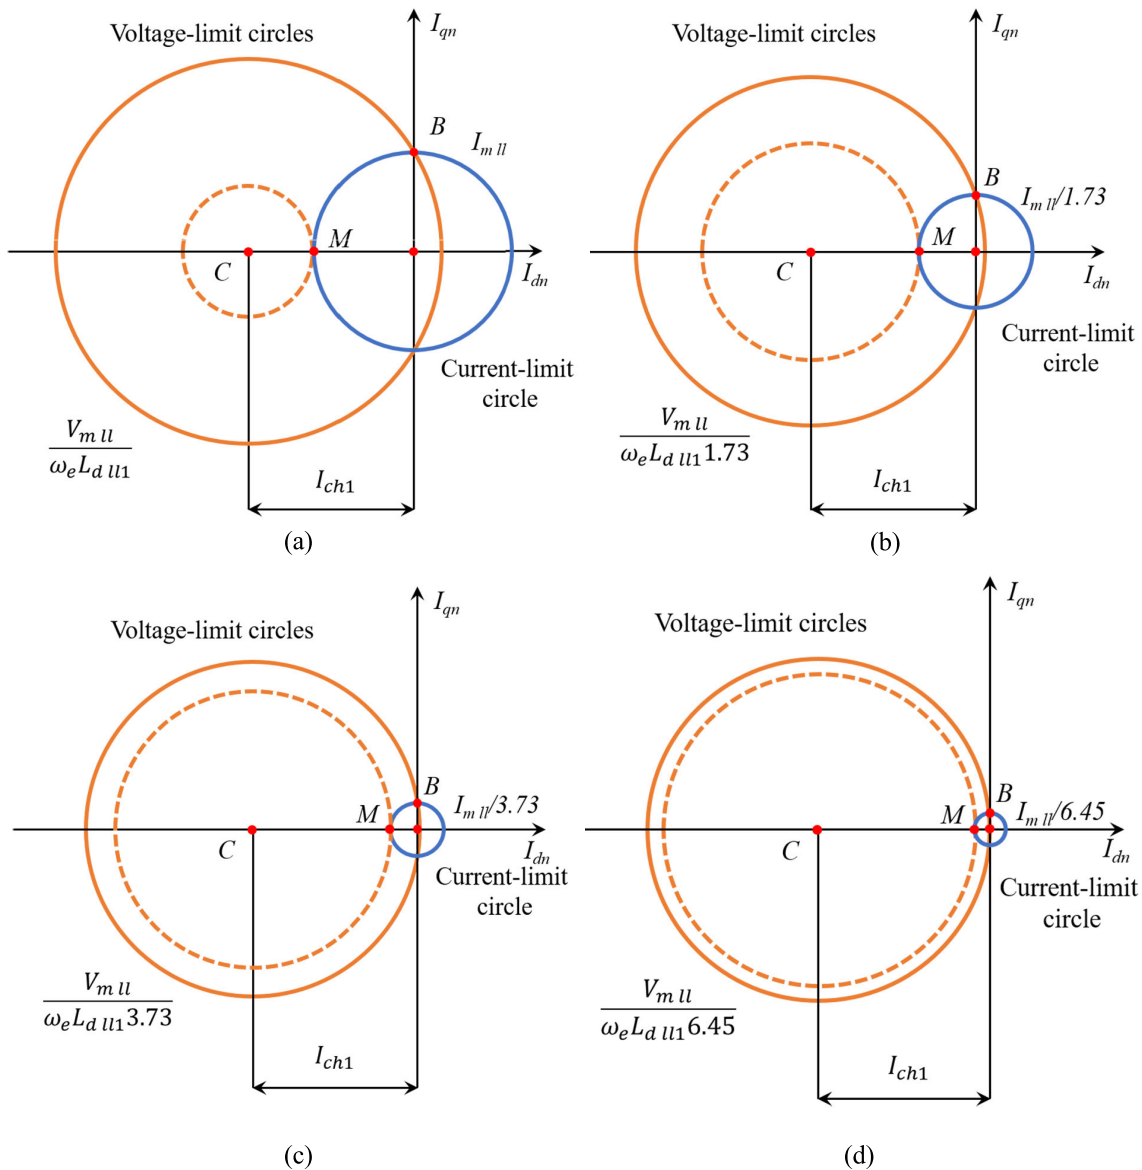 Voltage-limit circles
I_qn
B
I_m ll
M
C
I_dn
Current-limit
circle
V_m ll
ω_e L_d ll1
I_ch1
(a)
Voltage-limit circles
I_qn
B
I_m ll/1.73
M
C
I_dn
Current-limit
circle
V_m ll
ω_e L_d ll1 1.73
I_ch1
(b)
Voltage-limit circles
I_qn
B
I_m ll/3.73
M
C
I_dn
Current-limit
circle
V_m ll
ω_e L_d ll1 3.73
I_ch1
(c)
Voltage-limit circles
I_qn
B
I_m ll/6.45
M
C
I_dn
Current-limit
circle
V_m ll
ω_e L_d ll1 6.45
I_ch1
(d)